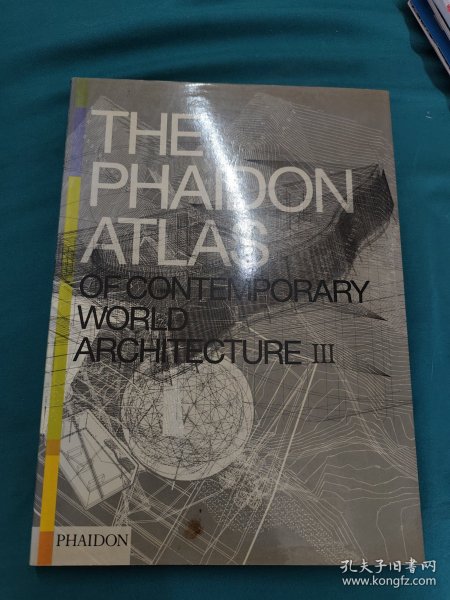 THE
PHAIDON
ATLAS
OF CONTEMPORARY
WORLD
ARCHITECTURE III
PHAIDON
孔夫子旧书网
www.kongfz.com